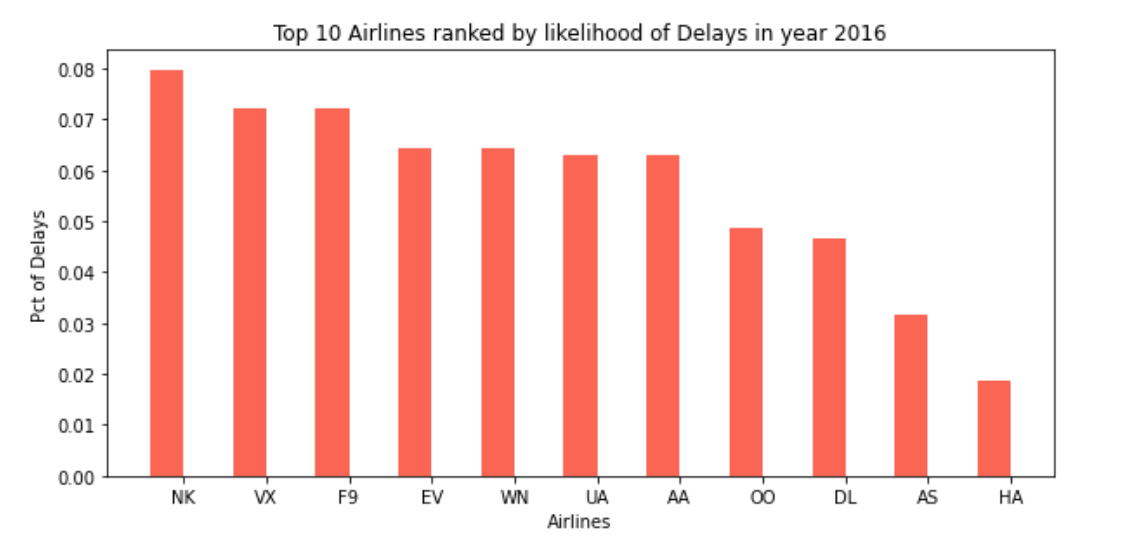 Top 10 Airlines ranked by likelihood of Delays in year 2016
0.08
0.07
0.06
0.05
0.04
0.03
0.02
0.01
0.00
Pct of Delays
NK VX F9 EV WN UA AA OO DL AS HA
Airlines